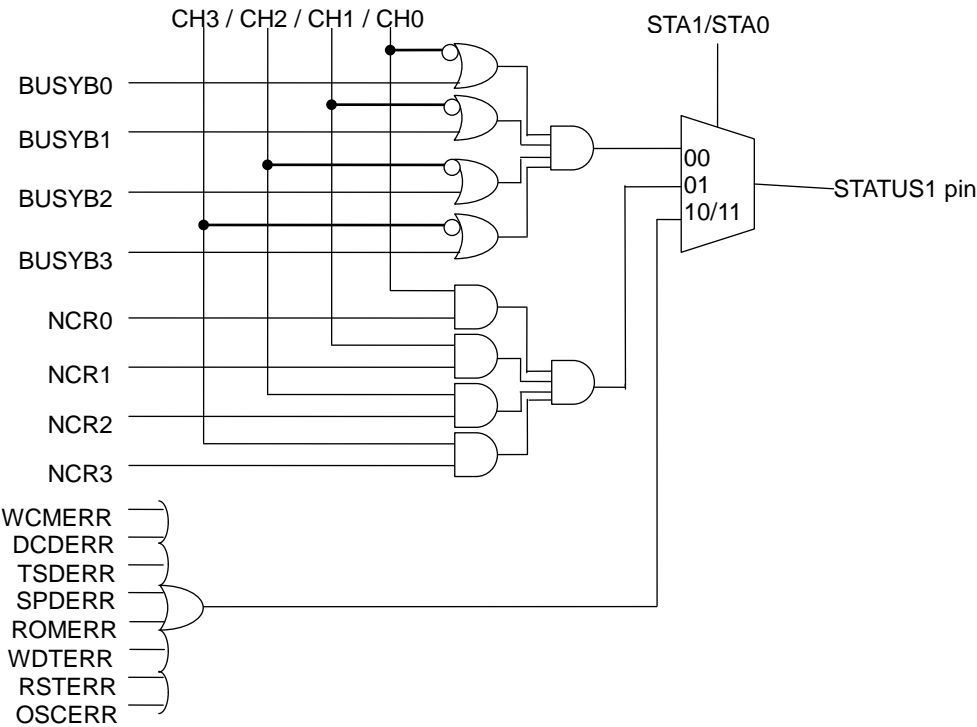 CH3 / CH2 / CH1 / CH0
STA1/STA0
BUSYB0
BUSYB1
BUSYB2
BUSYB3
00
01
10/11
STATUS1 pin
NCR0
NCR1
NCR2
NCR3
WCMERR
DCDERR
TSDERR
SPDERR
ROMERR
WDTERR
RSTERR
OSCERR